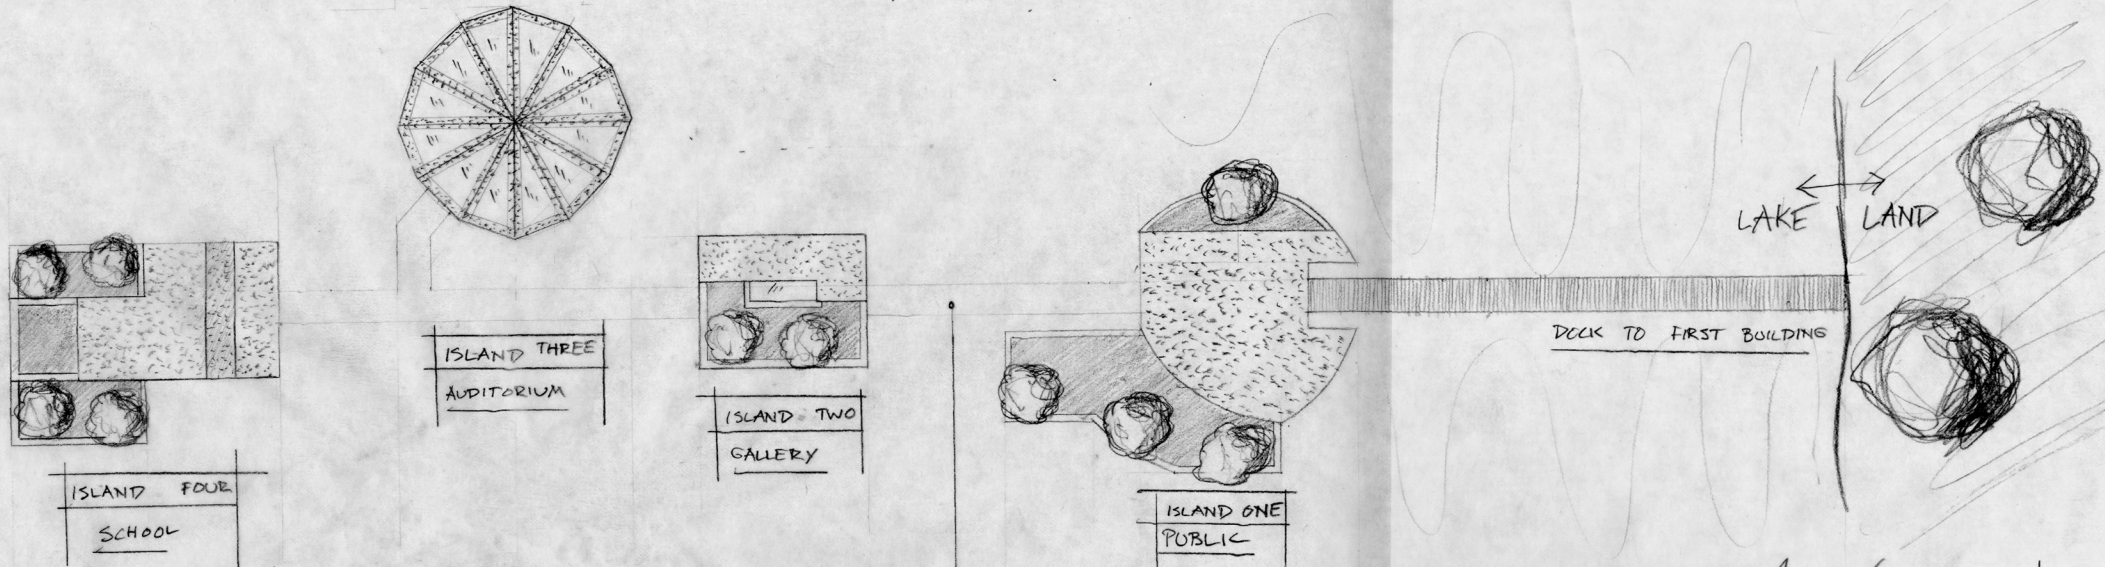 LAKE LAND
DOCK TO FIRST BUILDING
ISLAND THREE
AUDITORIUM
ISLAND TWO
GALLERY
ISLAND FOUR
SCHOOL
ISLAND ONE
PUBLIC